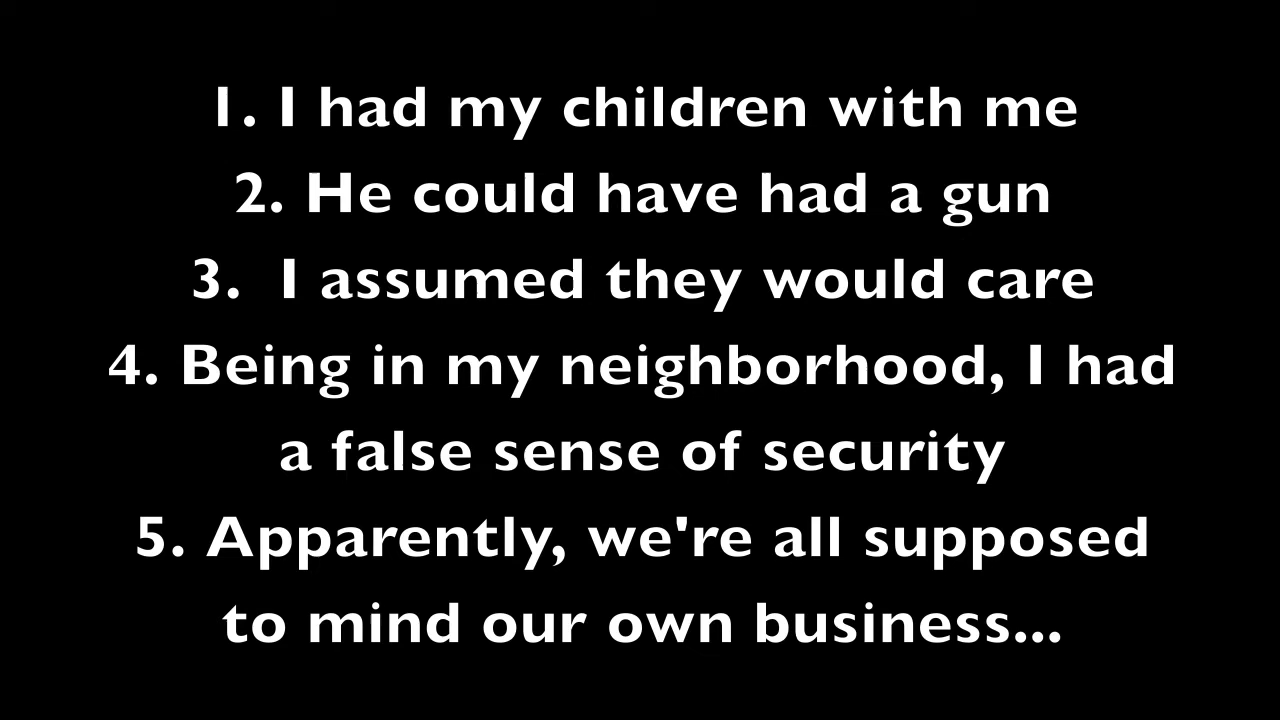 1. I had my children with me
2. He could have had a gun
3.  I assumed they would care
4. Being in my neighborhood, I had
a false sense of security
5. Apparently, we're all supposed
to mind our own business...